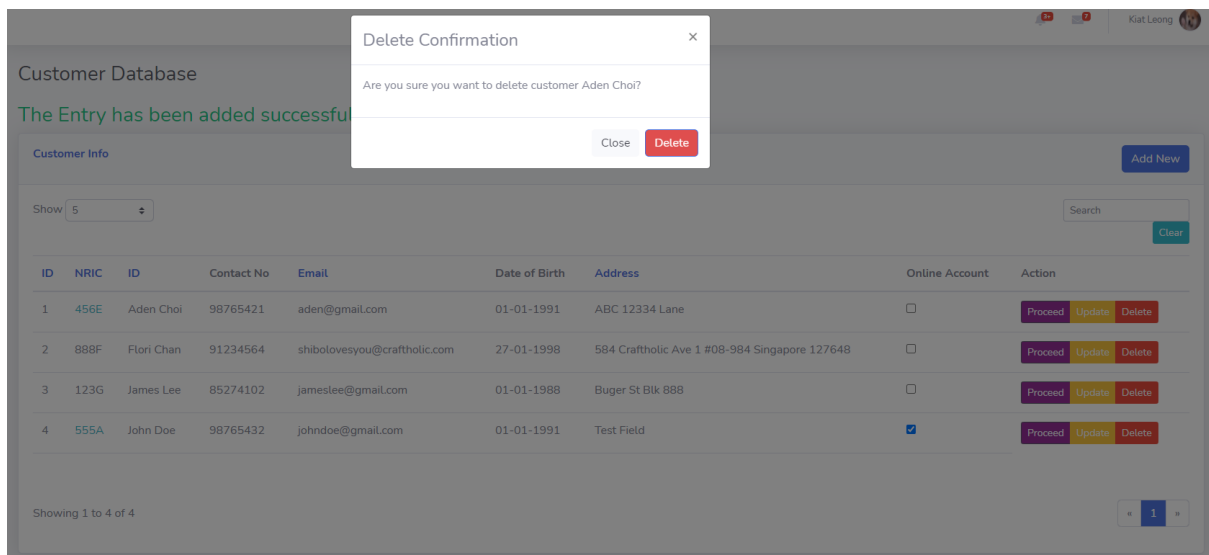 3+ 7 Kiat Leong
Delete Confirmation ×
Are you sure you want to delete customer Aden Choi?
Close Delete
Customer Database
The Entry has been added successful
Customer Info Add New
Show 5 Search
Clear
ID NRIC ID Contact No Email Date of Birth Address Online Account Action
1 456E Aden Choi 98765421 aden@gmail.com 01-01-1991 ABC 12334 Lane Proceed Update Delete
2 888F Flori Chan 91234564 shibolovesyou@craftholic.com 27-01-1998 584 Craftholic Ave 1 #08-984 Singapore 127648 Proceed Update Delete
3 123G James Lee 85274102 jameslee@gmail.com 01-01-1988 Buger St Blk 888 Proceed Update Delete
4 555A John Doe 98765432 johndoe@gmail.com 01-01-1991 Test Field Proceed Update Delete
Showing 1 to 4 of 4 « 1 »